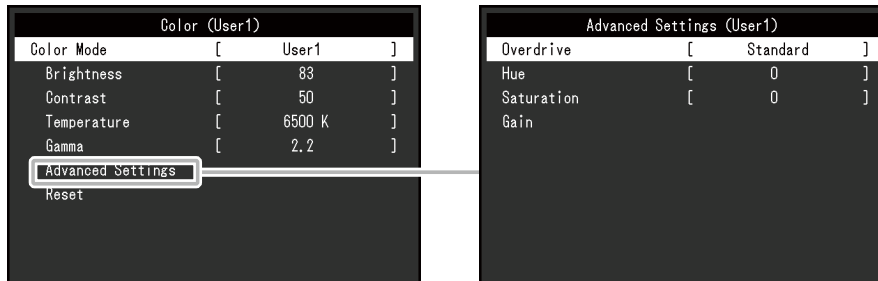 Color (User1)
Color Mode [ User1 ]
Brightness [ 83 ]
Contrast [ 50 ]
Temperature [ 6500 K ]
Gamma [ 2.2 ]
Advanced Settings
Reset
Advanced Settings (User1)
Overdrive [ Standard ]
Hue [ 0 ]
Saturation [ 0 ]
Gain